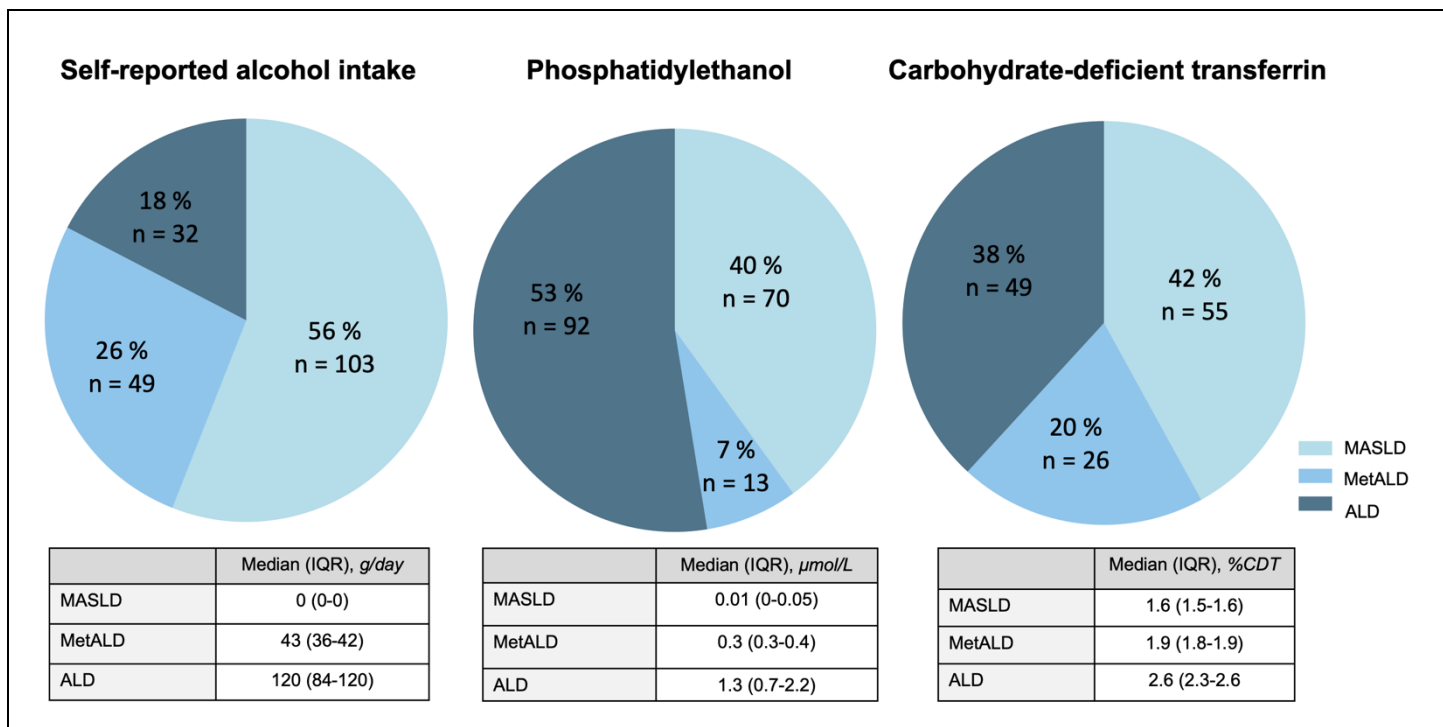 Self-reported alcohol intake
Phosphatidylethanol
Carbohydrate-deficient transferrin
18 %
n = 32
26 %
n = 49
56 %
n = 103
53 %
n = 92
40 %
n = 70
7 %
n = 13
38 %
n = 49
42 %
n = 55
20 %
n = 26
MASLD
MetALD
ALD
Median (IQR), g/day
MASLD 0 (0-0)
MetALD 43 (36-42)
ALD 120 (84-120)
Median (IQR), µmol/L
MASLD 0.01 (0-0.05)
MetALD 0.3 (0.3-0.4)
ALD 1.3 (0.7-2.2)
Median (IQR), %CDT
MASLD 1.6 (1.5-1.6)
MetALD 1.9 (1.8-1.9)
ALD 2.6 (2.3-2.6